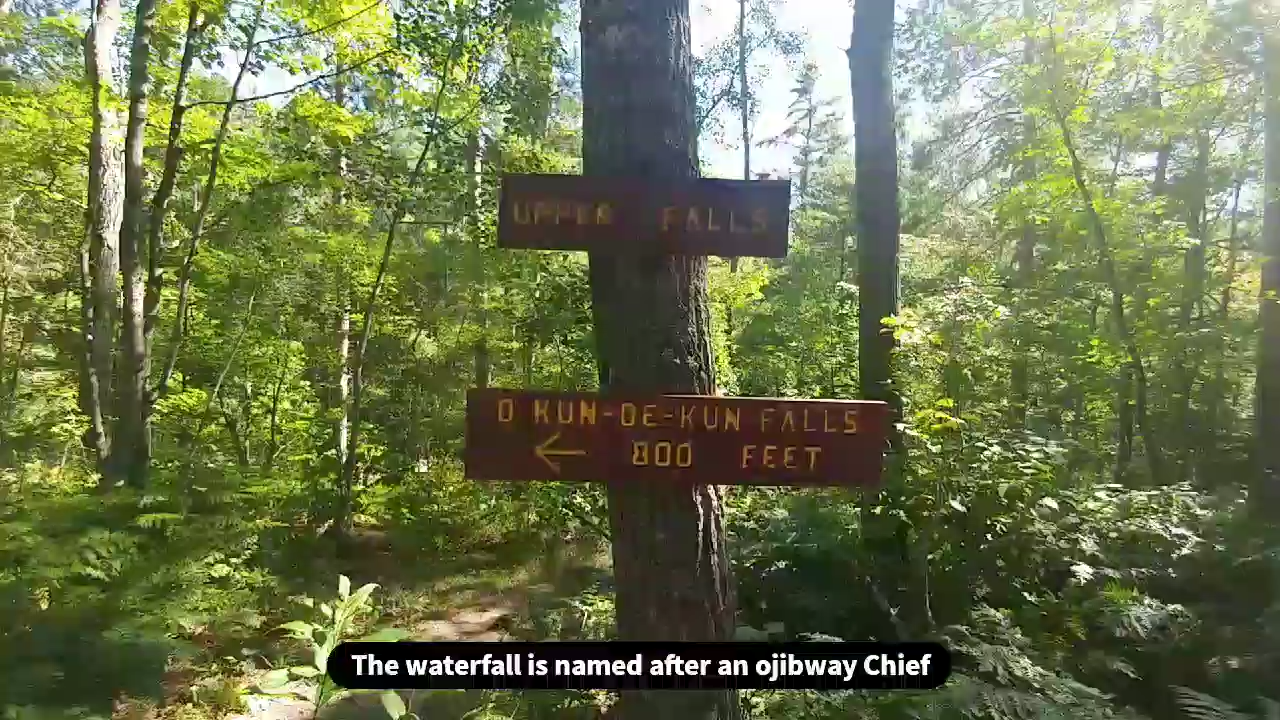 UPPER FALLS
O KUN-DE-KUN FALLS
← 800 FEET
The waterfall is named after an ojibway Chief